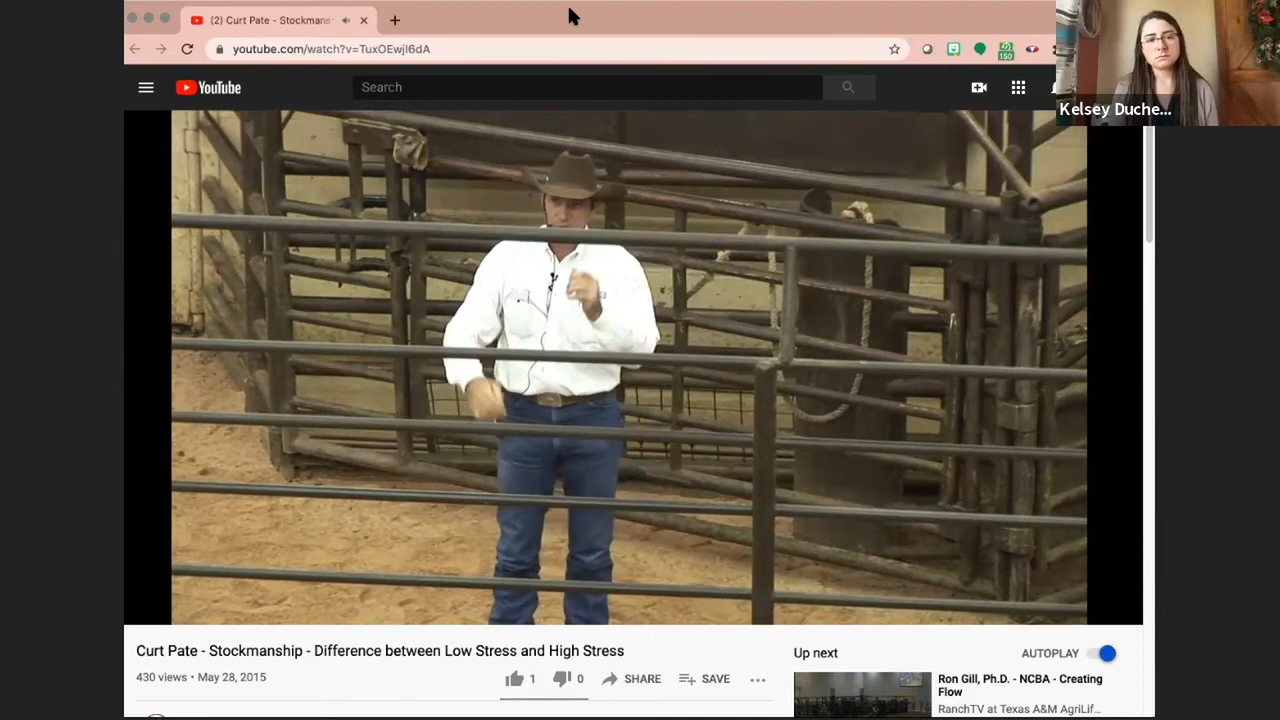 (2) Curt Pate - Stockmans
youtube.com/watch?v=TuxOEwjI6dA
150
YouTube
Search
Kelsey Duche...
Curt Pate - Stockmanship - Difference between Low Stress and High Stress
430 views • May 28, 2015
1
0
SHARE
SAVE
Up next
AUTOPLAY
Ron Gill, Ph.D. - NCBA - Creating
Flow
RanchTV at Texas A&M AgriLif...